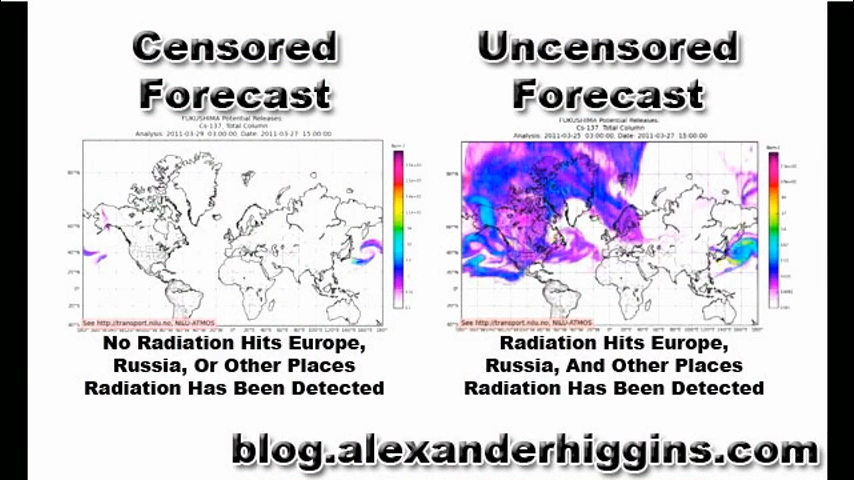 Censored
Forecast
Uncensored
Forecast
FUKUSHIMA Potential Releases
Cs-137, Total Column
Analysis: 2011-03-29 03:00:00, Date: 2011-03-27 15:00:00
FUKUSHIMA Potential Releases
Cs-137, Total Column
Analysis: 2011-03-25 03:00:00, Date: 2011-03-27 15:00:00
See http://transport.nilu.no, NILU-ATMOS
See http://transport.nilu.no, NILU-ATMOS
No Radiation Hits Europe,
Russia, Or Other Places
Radiation Has Been Detected
Radiation Hits Europe,
Russia, And Other Places
Radiation Has Been Detected
blog.alexanderhiggins.com